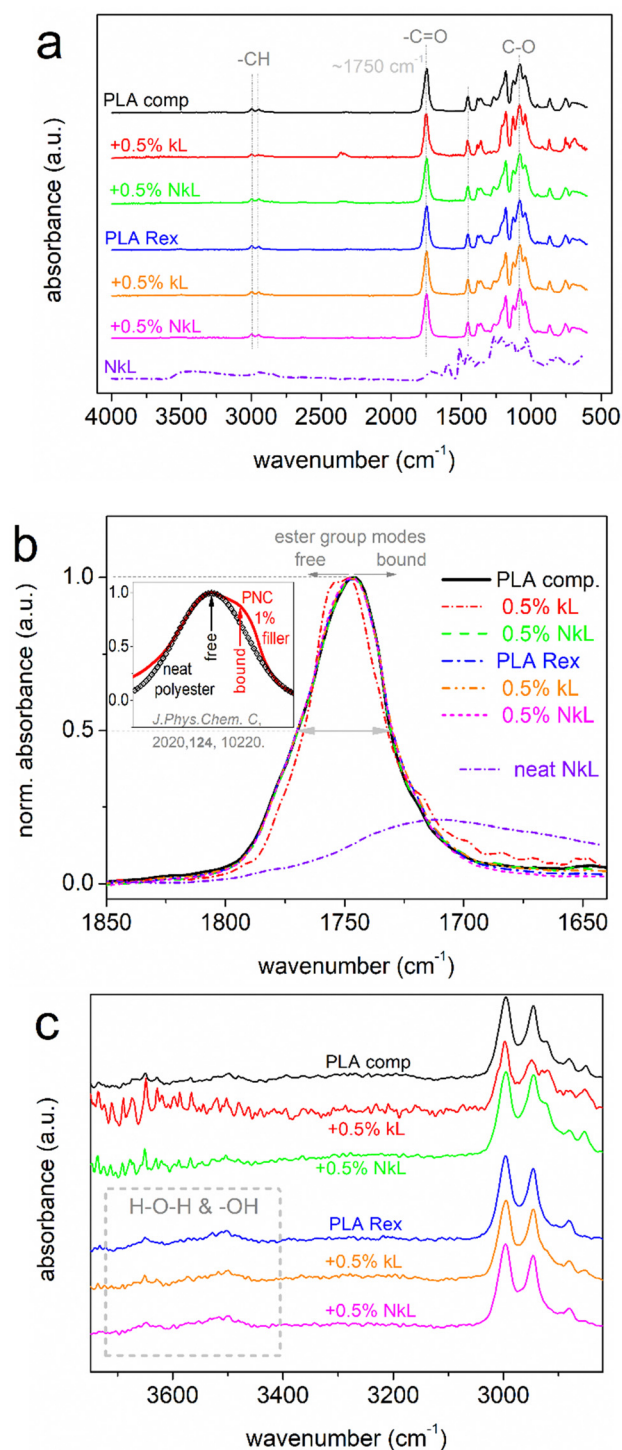 a
-C=O
C-O
-CH
~1750 cm⁻¹
PLA comp
+0.5% kL
+0.5% NkL
PLA Rex
+0.5% kL
+0.5% NkL
NkL
absorbance (a.u.)
4000 3500 3000 2500 2000 1500 1000 500
wavenumber (cm⁻¹)
b
ester group modes
free bound
1.0
0.5
0.0
PNC
1%
filler
free
bound
neat
polyester
1.0
0.5
0.0
J.Phys.Chem. C,
2020,124, 10220.
PLA comp.
0.5% kL
0.5% NkL
PLA Rex
0.5% kL
0.5% NkL
neat NkL
norm. absorbance (a.u.)
1850 1800 1750 1700 1650
wavenumber (cm⁻¹)
c
PLA comp
+0.5% kL
+0.5% NkL
H-O-H & -OH
PLA Rex
+0.5% kL
+0.5% NkL
absorbance (a.u.)
3600 3400 3200 3000
wavenumber (cm⁻¹)